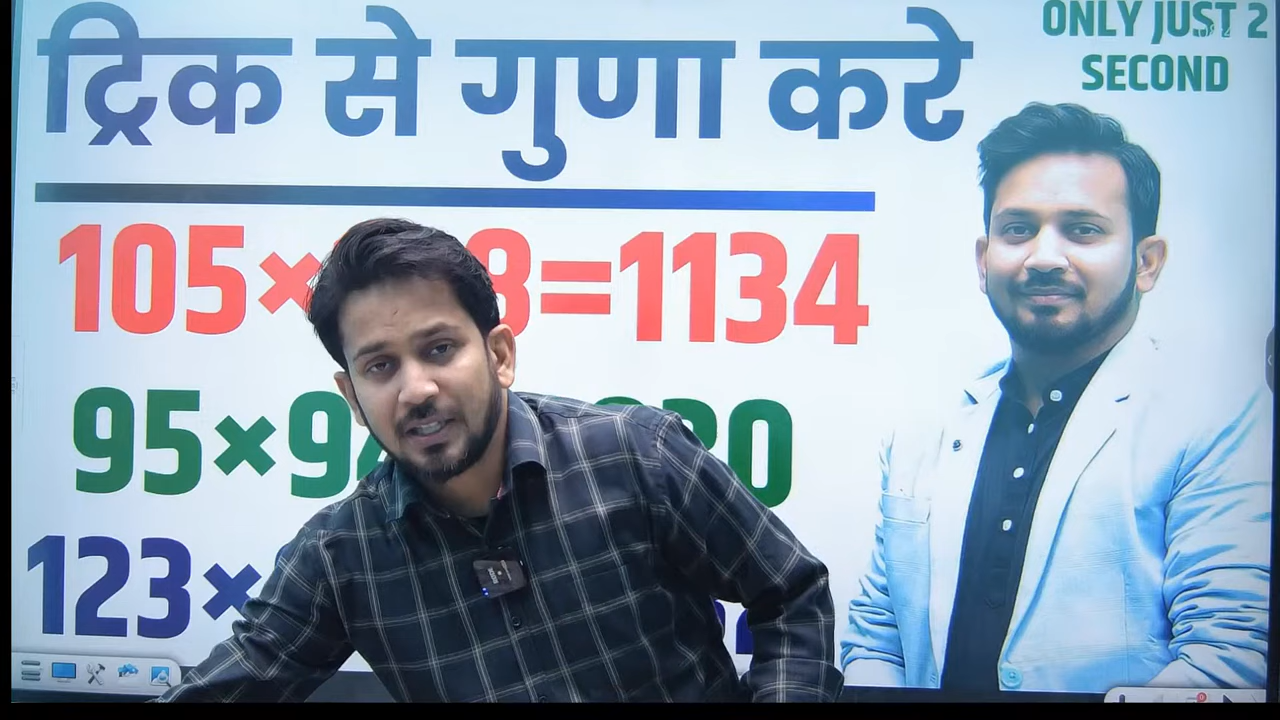 ONLY JUST 2
SECOND
ट्रिक से गुणा करे
105× 8=1134
95×9 0
123×